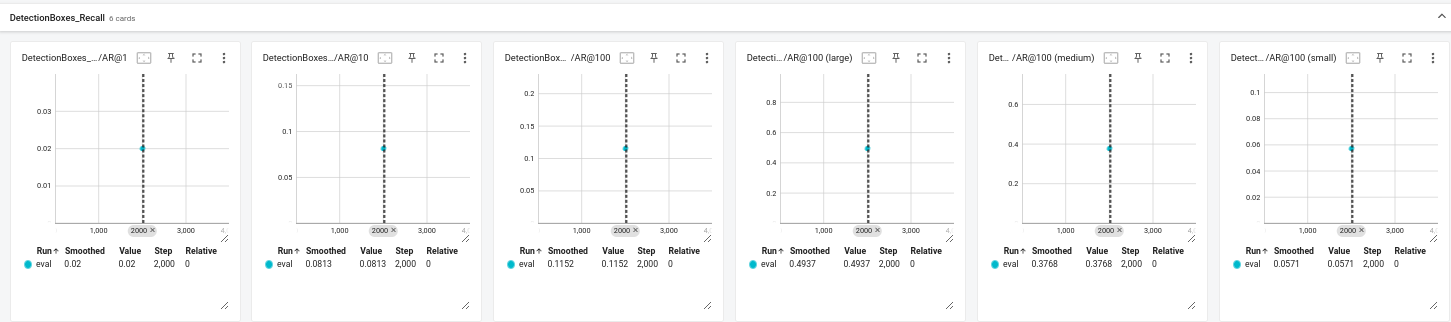 DetectionBoxes_Recall 6 cards
DetectionBoxes_.../AR@1
0.03
0.02
0.01
1,000 2000 × 3,000 4,
Run↑ Smoothed Value Step Relative
eval 0.02 0.02 2,000 0
DetectionBoxes.../AR@10
0.15
0.1
0.05
1,000 2000 × 3,000 4,
Run↑ Smoothed Value Step Relative
eval 0.0813 0.0813 2,000 0
DetectionBox... /AR@100
0.2
0.15
0.1
0.05
1,000 2000 × 3,000 4,
Run↑ Smoothed Value Step Relative
eval 0.1152 0.1152 2,000 0
Detecti.../AR@100 (large)
0.8
0.6
0.4
0.2
1,000 2000 × 3,000 4,
Run↑ Smoothed Value Step Relative
eval 0.4937 0.4937 2,000 0
Det... /AR@100 (medium)
0.6
0.4
0.2
1,000 2000 × 3,000 4,
Run↑ Smoothed Value Step Relative
eval 0.3768 0.3768 2,000 0
Detect.../AR@100 (small)
0.1
0.08
0.06
0.04
0.02
1,000 2000 × 3,000 4,
Run↑ Smoothed Value Step Relative
eval 0.0571 0.0571 2,000 0